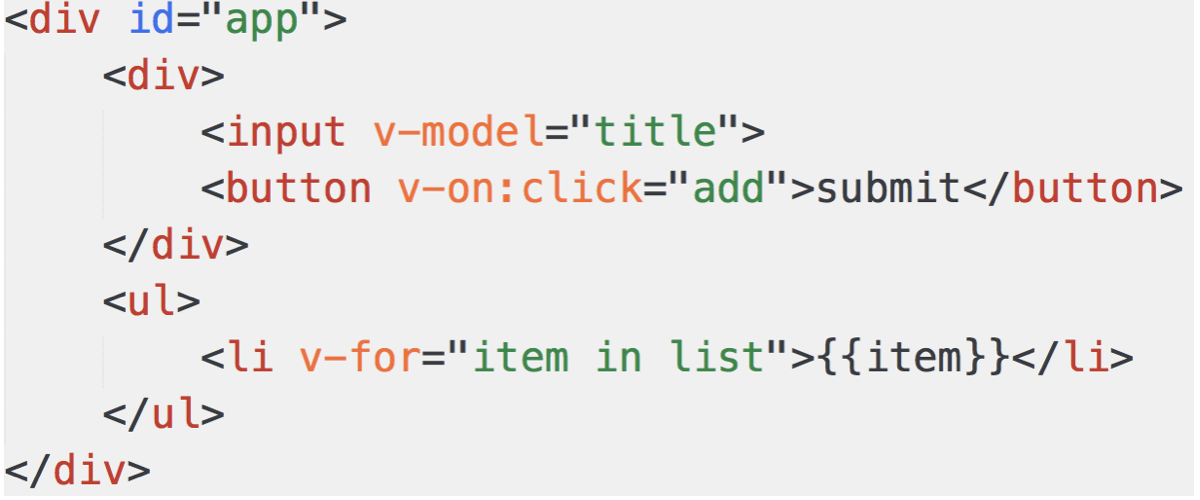 <div id="app">
    <div>
        <input v-model="title">
        <button v-on:click="add">submit</button>
    </div>
    <ul>
        <li v-for="item in list">{{item}}</li>
    </ul>
</div>